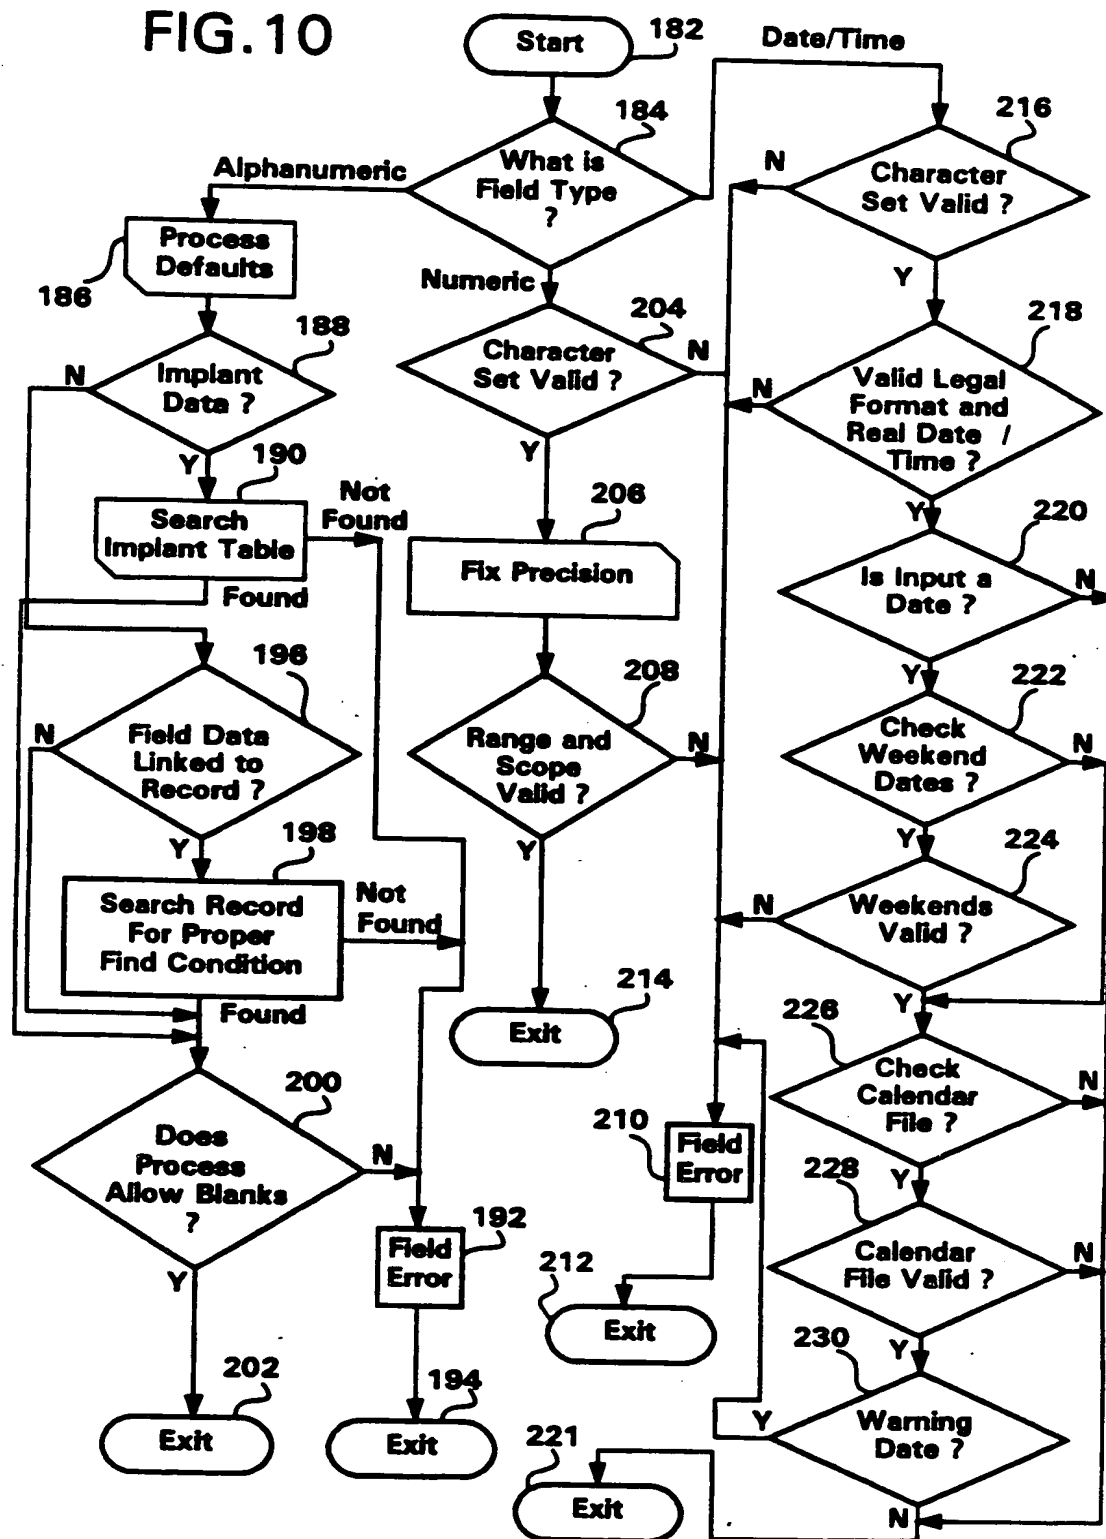 FIG.10
Start
182
Date/Time
184
What is
Field Type
?
Alphanumeric
Numeric
Process
Defaults
186
188
Implant
Data ?
N
Y
190
Search
Implant Table
Not
Found
Found
196
Field Data
Linked to
Record ?
N
Y
198
Search Record
For Proper
Find Condition
Not
Found
Found
200
Does
Process
Allow Blanks
?
N
Y
202
Exit
192
Field
Error
194
Exit
204
Character
Set Valid ?
N
Y
206
Fix Precision
208
Range and
Scope
Valid ?
N
Y
214
Exit
210
Field
Error
212
Exit
216
Character
Set Valid ?
N
Y
218
Valid Legal
Format and
Real Date /
Time ?
N
Y
220
Is Input a
Date ?
N
Y
222
Check
Weekend
Dates ?
N
Y
224
Weekends
Valid ?
N
Y
226
Check
Calendar
File ?
N
Y
228
Calendar
File Valid ?
N
Y
230
Warning
Date ?
Y
N
221
Exit